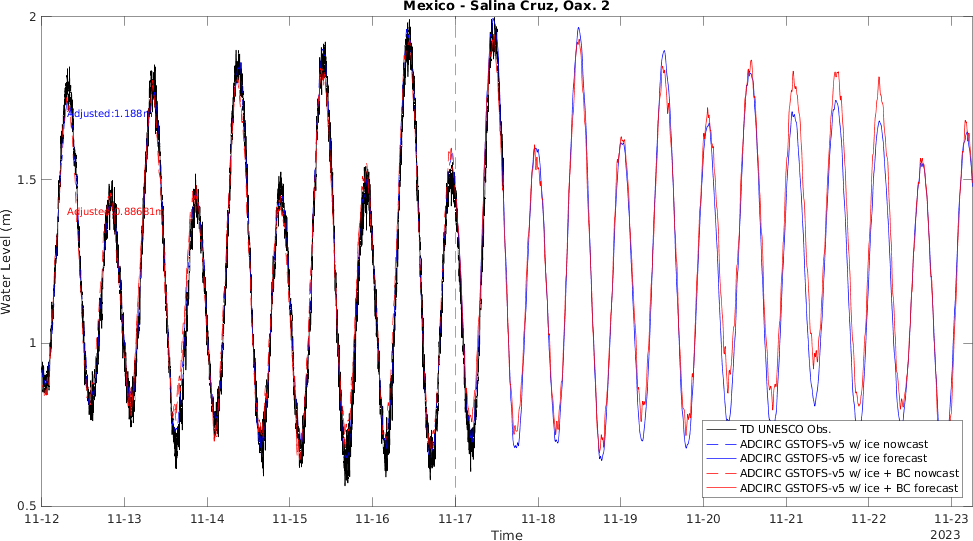 Mexico - Salina Cruz, Oax. 2
2
1.5
1
0.5
Water Level (m)
Adjusted:1.188m
Adjusted:0.88681m
TD UNESCO Obs.
ADCIRC GSTOFS-v5 w/ ice nowcast
ADCIRC GSTOFS-v5 w/ ice forecast
ADCIRC GSTOFS-v5 w/ ice + BC nowcast
ADCIRC GSTOFS-v5 w/ ice + BC forecast
11-12 11-13 11-14 11-15 11-16 11-17 11-18 11-19 11-20 11-21 11-22 11-23
2023
Time